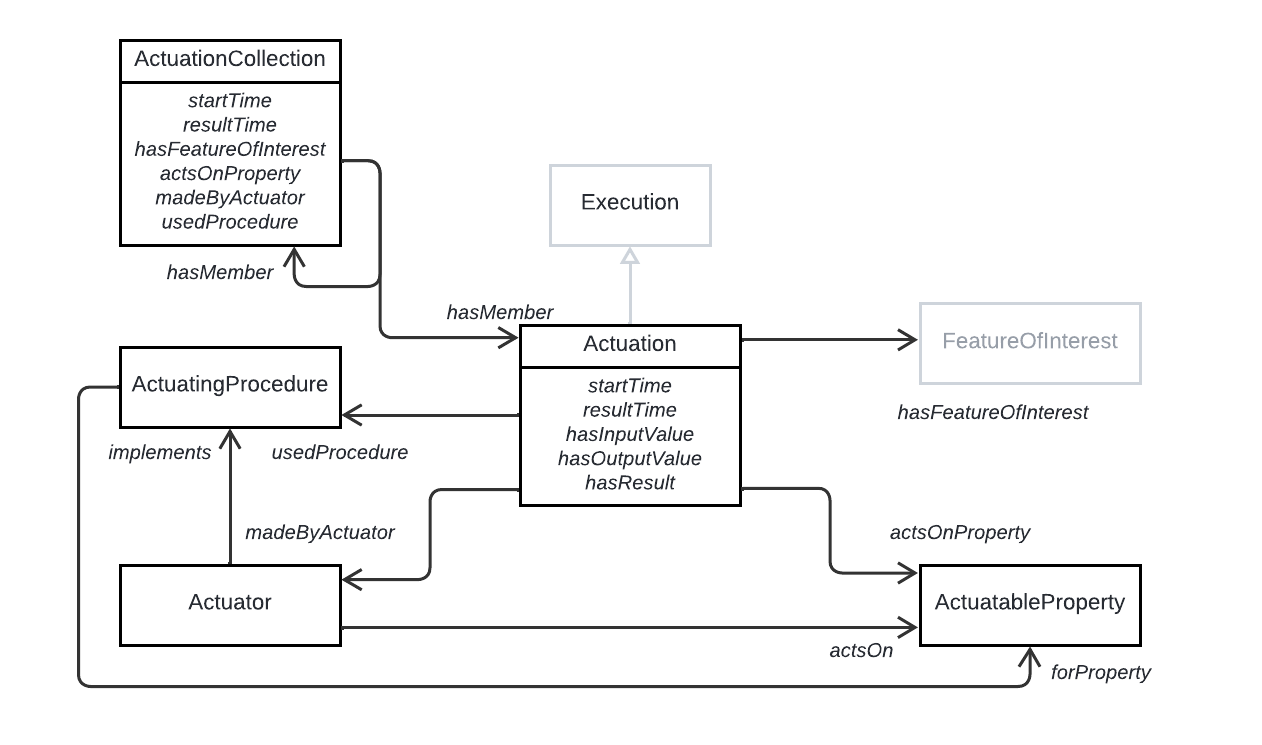 ActuationCollection
startTime
resultTime
hasFeatureOfInterest
actsOnProperty
madeByActuator
usedProcedure
hasMember
Execution
hasMember
Actuation
startTime
resultTime
hasInputValue
hasOutputValue
hasResult
FeatureOfInterest
hasFeatureOfInterest
ActuatingProcedure
implements
usedProcedure
madeByActuator
actsOnProperty
Actuator
ActuatableProperty
actsOn
forProperty